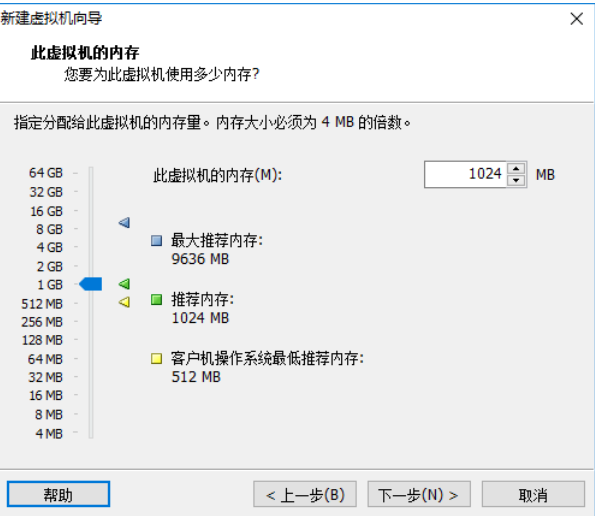 新建虚拟机向导
此虚拟机的内存
您要为此虚拟机使用多少内存?
指定分配给此虚拟机的内存量。内存大小必须为 4 MB 的倍数。
64 GB
32 GB
16 GB
8 GB
4 GB
2 GB
1 GB
512 MB
256 MB
128 MB
64 MB
32 MB
16 MB
8 MB
4 MB
此虚拟机的内存(M):
1024 MB
最大推荐内存:
9636 MB
推荐内存:
1024 MB
客户机操作系统最低推荐内存:
512 MB
帮助
< 上一步(B)
下一步(N) >
取消